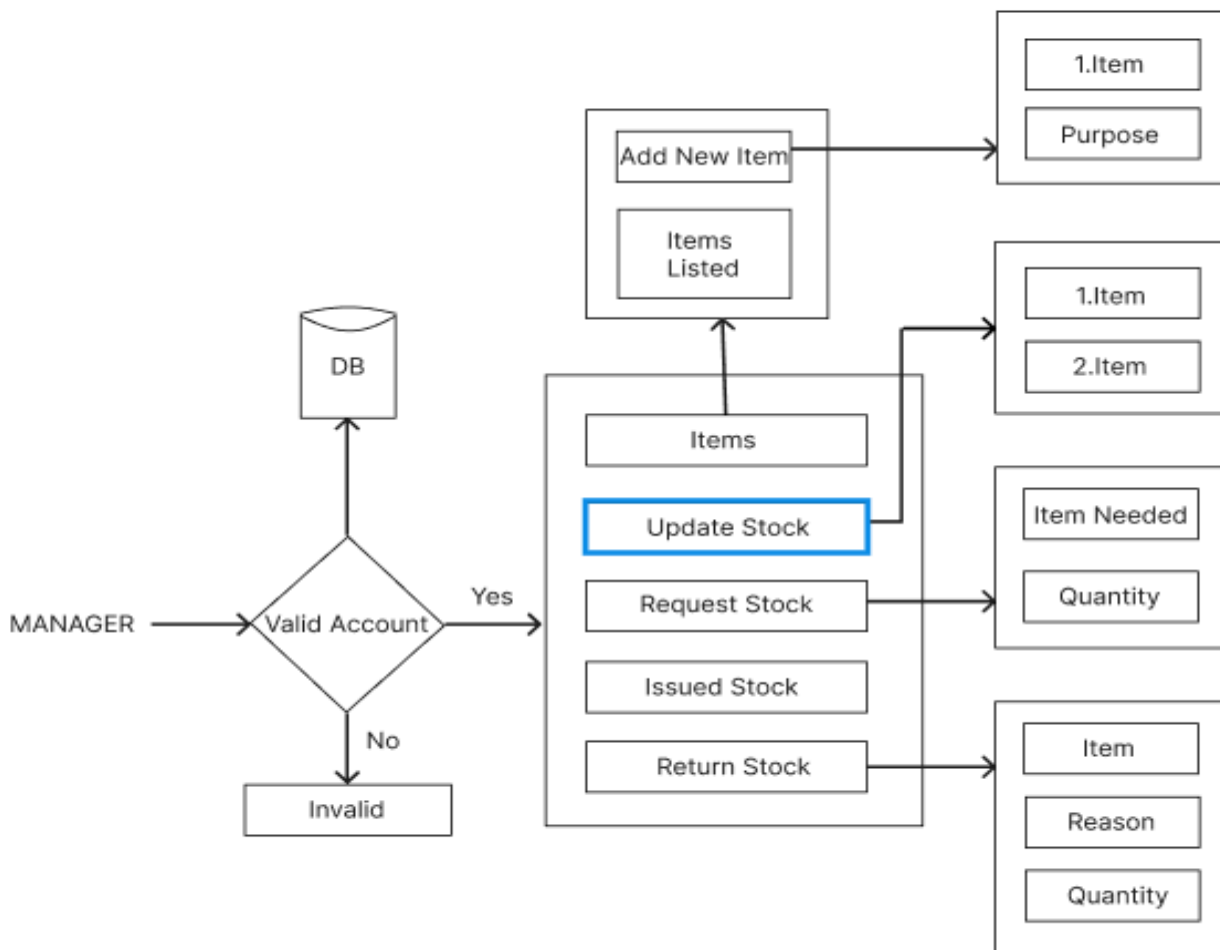 1.Item
Purpose
Add New Item
Items
Listed
1.Item
2.Item
DB
Items
Update Stock
Item Needed
Quantity
Request Stock
Yes
MANAGER
Valid Account
Issued Stock
No
Return Stock
Item
Invalid
Reason
Quantity